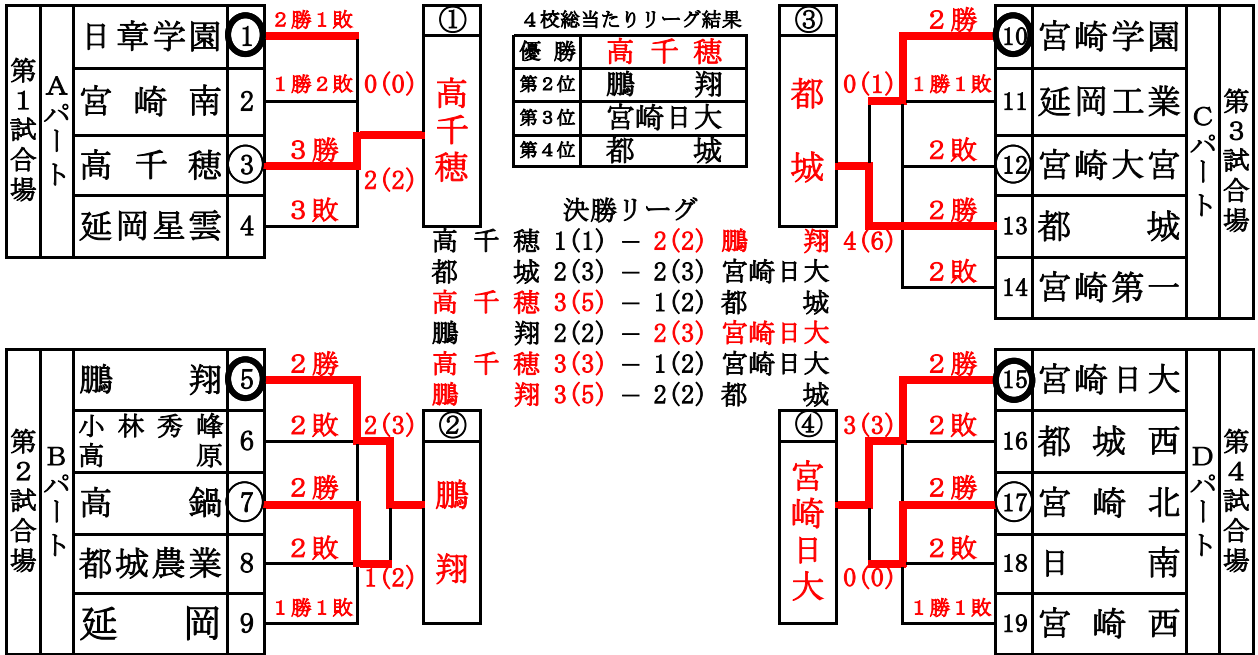 第1試合場
Aパート
日章学園 ① 2勝1敗
宮崎南 2 1勝2敗
高千穂 ③ 3勝
延岡星雲 4 3敗
0(0)
2(2)
①
高千穂
4校総当たりリーグ結果
優勝 高千穂
第2位 鵬翔
第3位 宮崎日大
第4位 都城
③
都城
0(1)
4(6)
2勝 ⑩ 宮崎学園
1勝1敗 11 延岡工業
2敗 ⑫ 宮崎大宮
2勝 13 都城
2敗 14 宮崎第一
Cパート
第3試合場
決勝リーグ
高千穂 1(1) － 2(2) 鵬翔
都城 2(3) － 2(3) 宮崎日大
高千穂 3(5) － 1(2) 都城
鵬翔 2(2) － 2(3) 宮崎日大
高千穂 3(3) － 1(2) 宮崎日大
鵬翔 3(5) － 2(2) 都城
第2試合場
Bパート
鵬翔 ⑤ 2勝
小林秀峰
高原 6 2敗
高鍋 ⑦ 2勝
都城農業 8 2敗
延岡 9 1勝1敗
2(3)
1(2)
②
鵬翔
④
宮崎日大
3(3)
0(0)
2勝 ⑮ 宮崎日大
2敗 16 都城西
2勝 ⑰ 宮崎北
2敗 18 日南
1勝1敗 19 宮崎西
Dパート
第4試合場